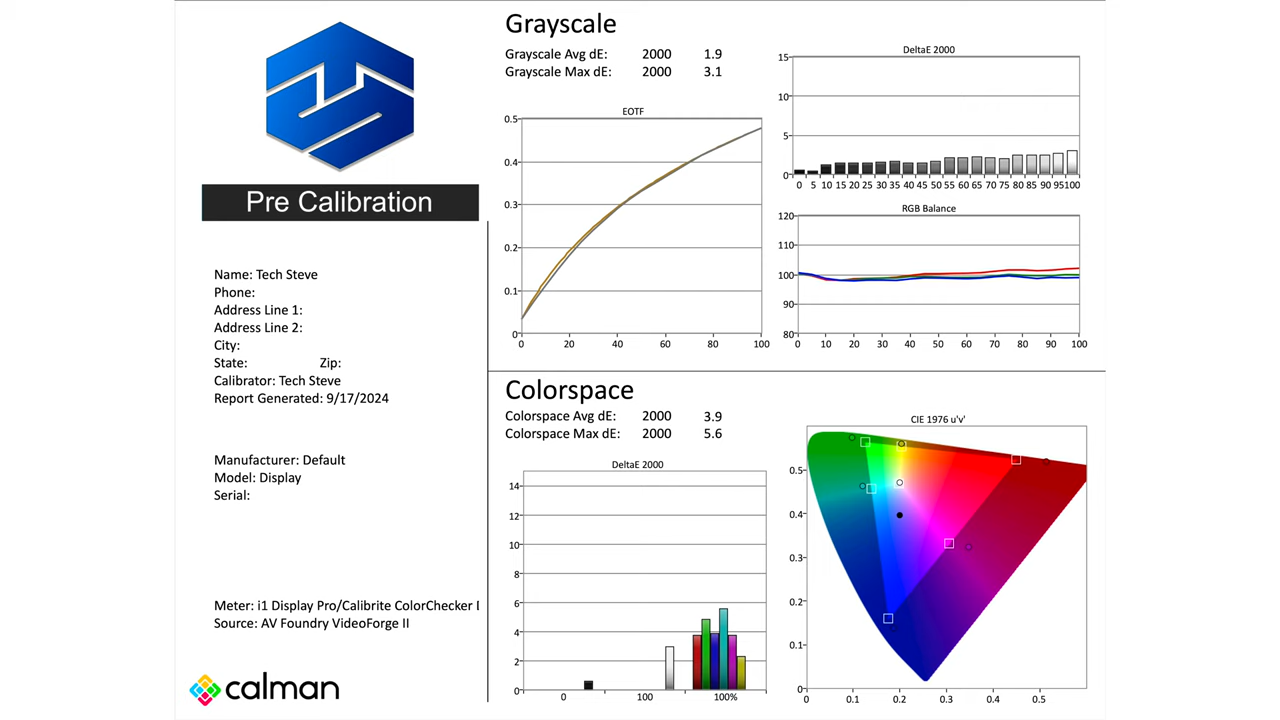 Pre Calibration
Name: Tech Steve
Phone:
Address Line 1:
Address Line 2:
City:
State: Zip:
Calibrator: Tech Steve
Report Generated: 9/17/2024
Manufacturer: Default
Model: Display
Serial:
Meter: i1 Display Pro/Calibrite ColorChecker
Source: AV Foundry VideoForge II
calman
Grayscale
Grayscale Avg dE: 2000 1.9
Grayscale Max dE: 2000 3.1
EOTF
0.5
0.4
0.3
0.2
0.1
0
0 20 40 60 80 100
DeltaE 2000
15
10
5
0
0 5 10 15 20 25 30 35 40 45 50 55 60 65 70 75 80 85 90 95 100
RGB Balance
120
110
100
90
80
0 10 20 30 40 50 60 70 80 90 100
Colorspace
Colorspace Avg dE: 2000 3.9
Colorspace Max dE: 2000 5.6
DeltaE 2000
14
12
10
8
6
4
2
0
0 100 100%
CIE 1976 u'v'
0.5
0.4
0.3
0.2
0.1
0
0 0.1 0.2 0.3 0.4 0.5